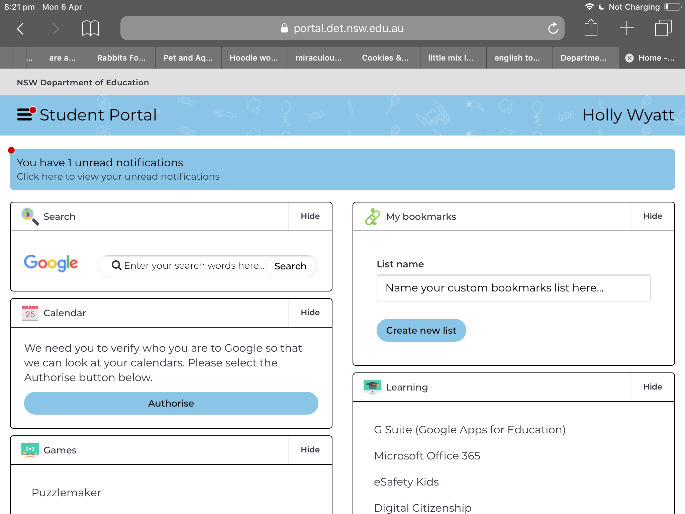 8:21 pm Mon 6 Apr
Not Charging
portal.det.nsw.edu.au
... are a... Rabbits Fo... Pet and Aq... Hoodie wo... miraculou... Cookies &... little mix l... english to... Departme... Home -...
NSW Department of Education
Student Portal
Holly Wyatt
You have 1 unread notifications
Click here to view your unread notifications
Search
Hide
Google
Enter your search words here...
Search
Calendar
Hide
25
We need you to verify who you are to Google so that
we can look at your calendars. Please select the
Authorise button below.
Authorise
Games
Hide
Puzzlemaker
My bookmarks
Hide
List name
Name your custom bookmarks list here...
Create new list
Learning
Hide
G Suite (Google Apps for Education)
Microsoft Office 365
eSafety Kids
Digital Citizenship